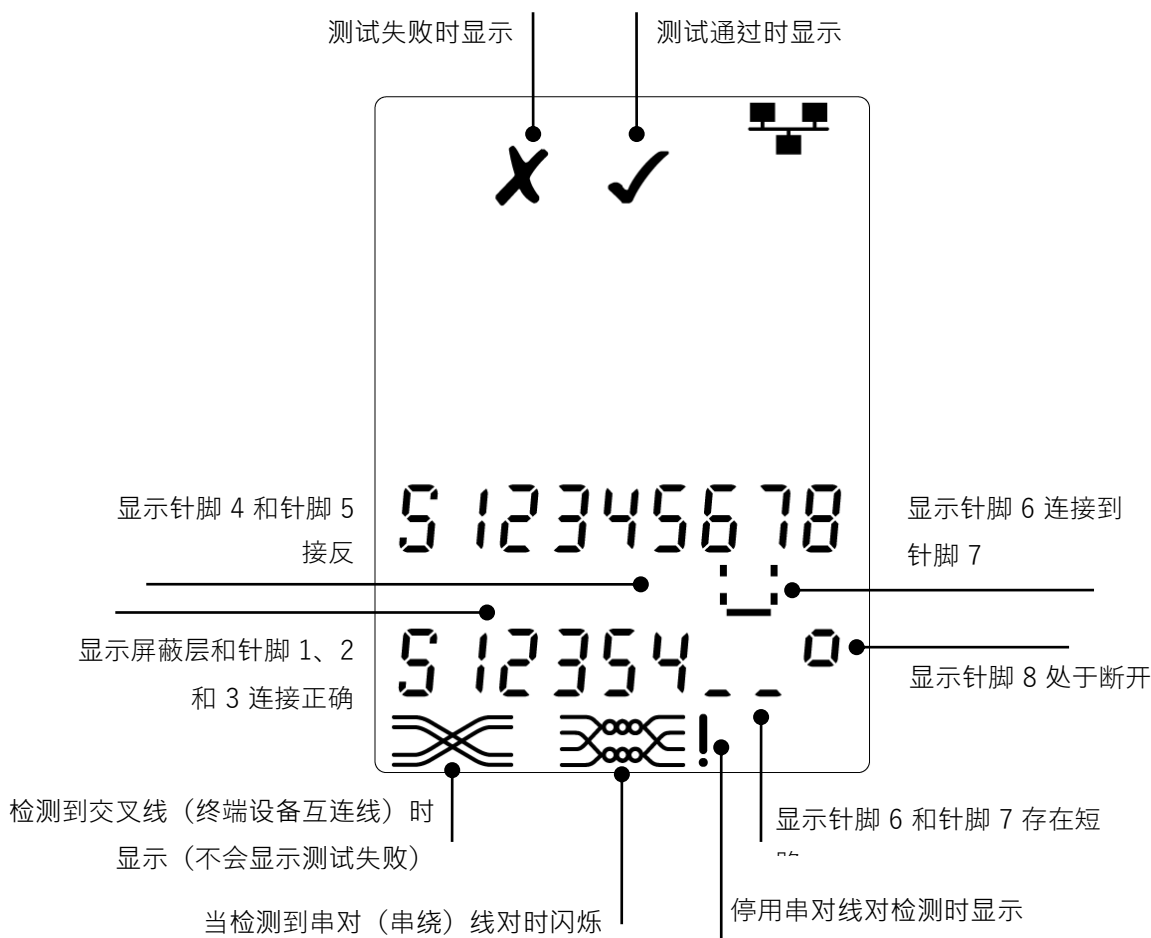 测试失败时显示
测试通过时显示
S12345678
显示针脚 4 和针脚 5
接反
显示针脚 6 连接到
针脚 7
显示屏蔽层和针脚 1、2
和 3 连接正确
S12354_ _
显示针脚 8 处于断开
检测到交叉线（终端设备互连线）时
显示（不会显示测试失败）
!
显示针脚 6 和针脚 7 存在短
当检测到串对（串绕）线对时闪烁
停用串对线对检测时显示